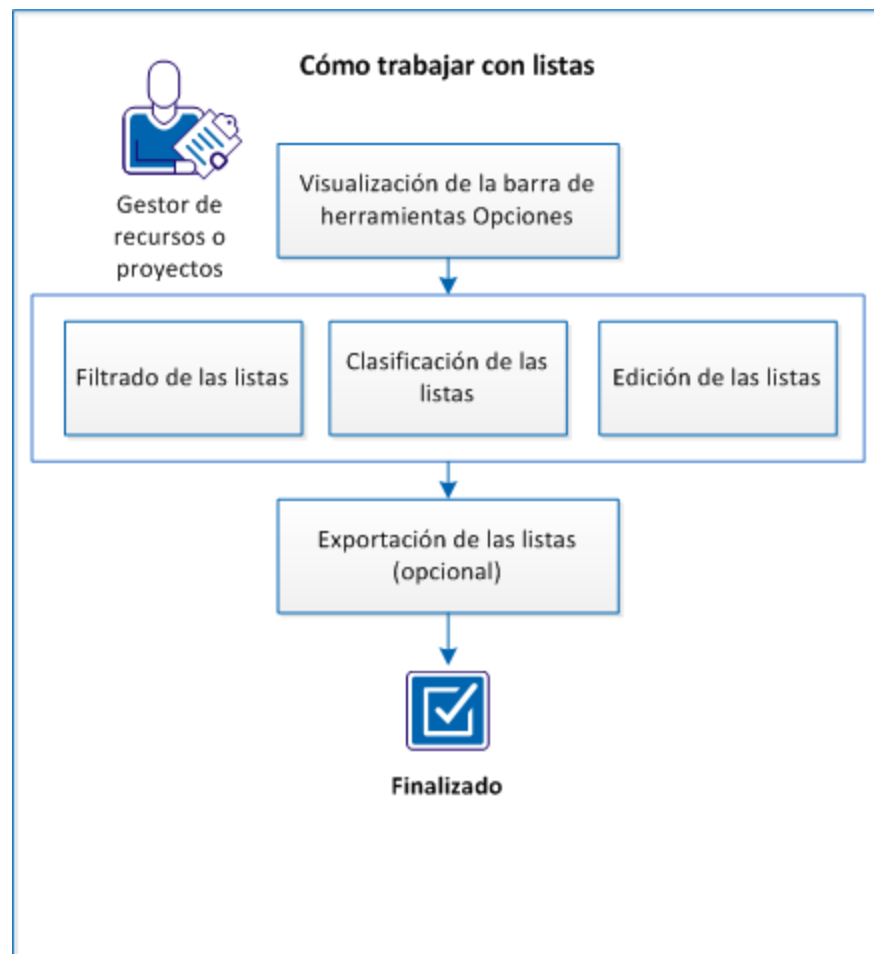 Cómo trabajar con listas
Gestor de
recursos o
proyectos
Visualización de la barra de
herramientas Opciones
Filtrado de las listas
Clasificación de las
listas
Edición de las listas
Exportación de las listas
(opcional)
Finalizado